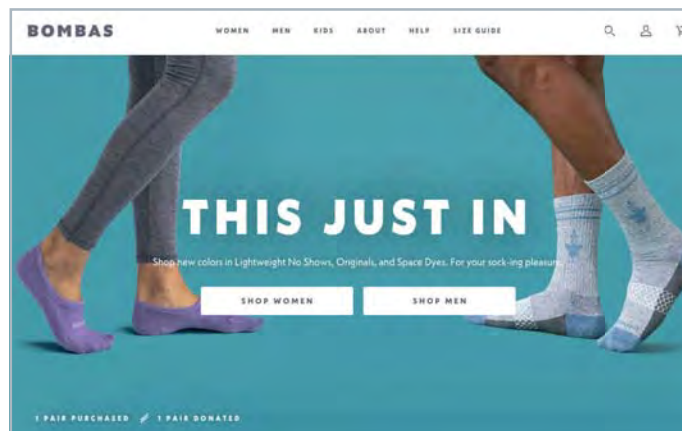 BOMBAS
WOMEN MEN KIDS ABOUT HELP SIZE GUIDE
THIS JUST IN
Shop new colors in Lightweight No Shows, Originals, and Space Dyes. For your sock-ing pleasure.
SHOP WOMEN SHOP MEN
1 PAIR PURCHASED 1 PAIR DONATED